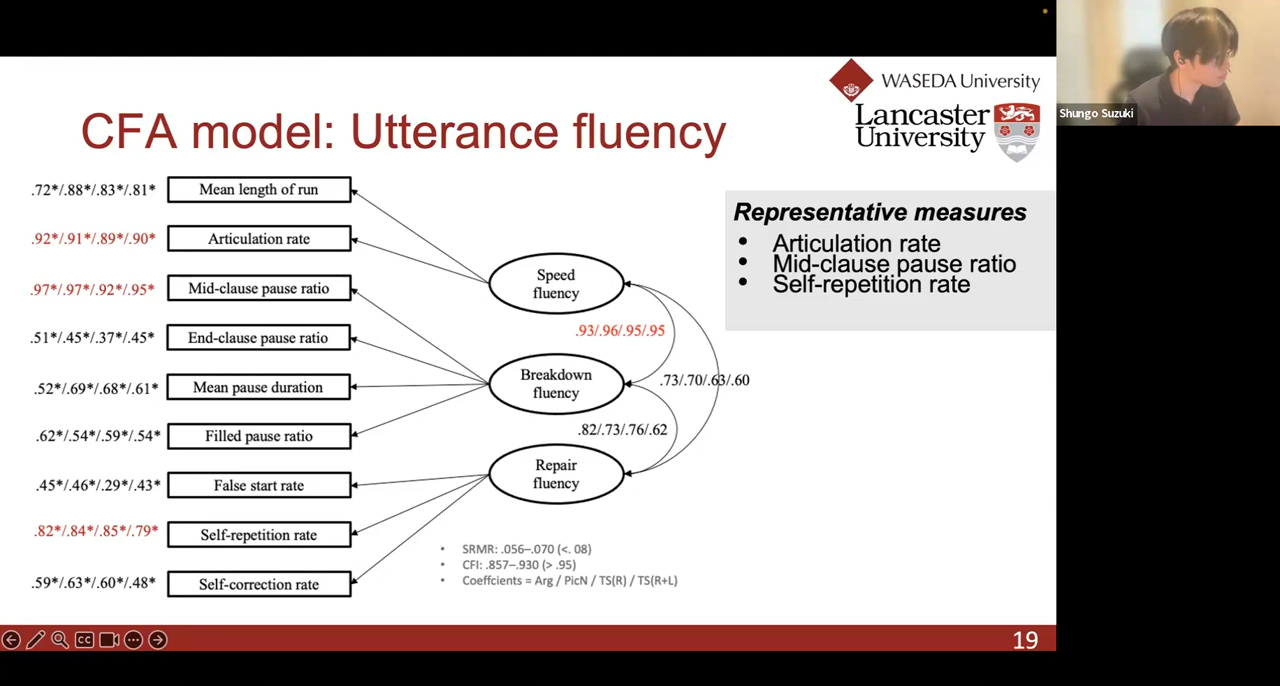 WASEDA University
Lancaster
University
Shungo Suzuki
CFA model: Utterance fluency
.72*/.88*/.83*/.81*
Mean length of run
.92*/.91*/.89*/.90*
Articulation rate
.97*/.97*/.92*/.95*
Mid-clause pause ratio
.51*/.45*/.37*/.45*
End-clause pause ratio
.52*/.69*/.68*/.61*
Mean pause duration
.62*/.54*/.59*/.54*
Filled pause ratio
.45*/.46*/.29*/.43*
False start rate
.82*/.84*/.85*/.79*
Self-repetition rate
.59*/.63*/.60*/.48*
Self-correction rate
Speed
fluency
.93/.96/.95/.95
Breakdown
fluency
.73/.70/.63/.60
.82/.73/.76/.62
Repair
fluency
• SRMR: .056–.070 (<. 08)
• CFI: .857–.930 (> .95)
• Coeffcients = Arg / PicN / TS(R) / TS(R+L)
Representative measures
• Articulation rate
• Mid-clause pause ratio
• Self-repetition rate
CC
19